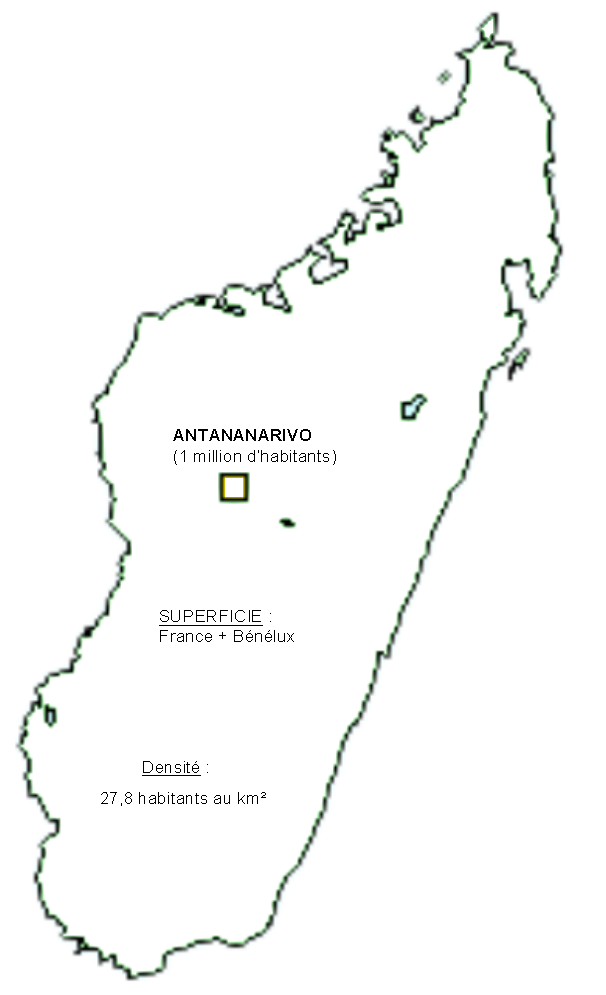 ANTANANARIVO
(1 million d'habitants)
SUPERFICIE :
France + Bénélux
Densité :
27,8 habitants au km²